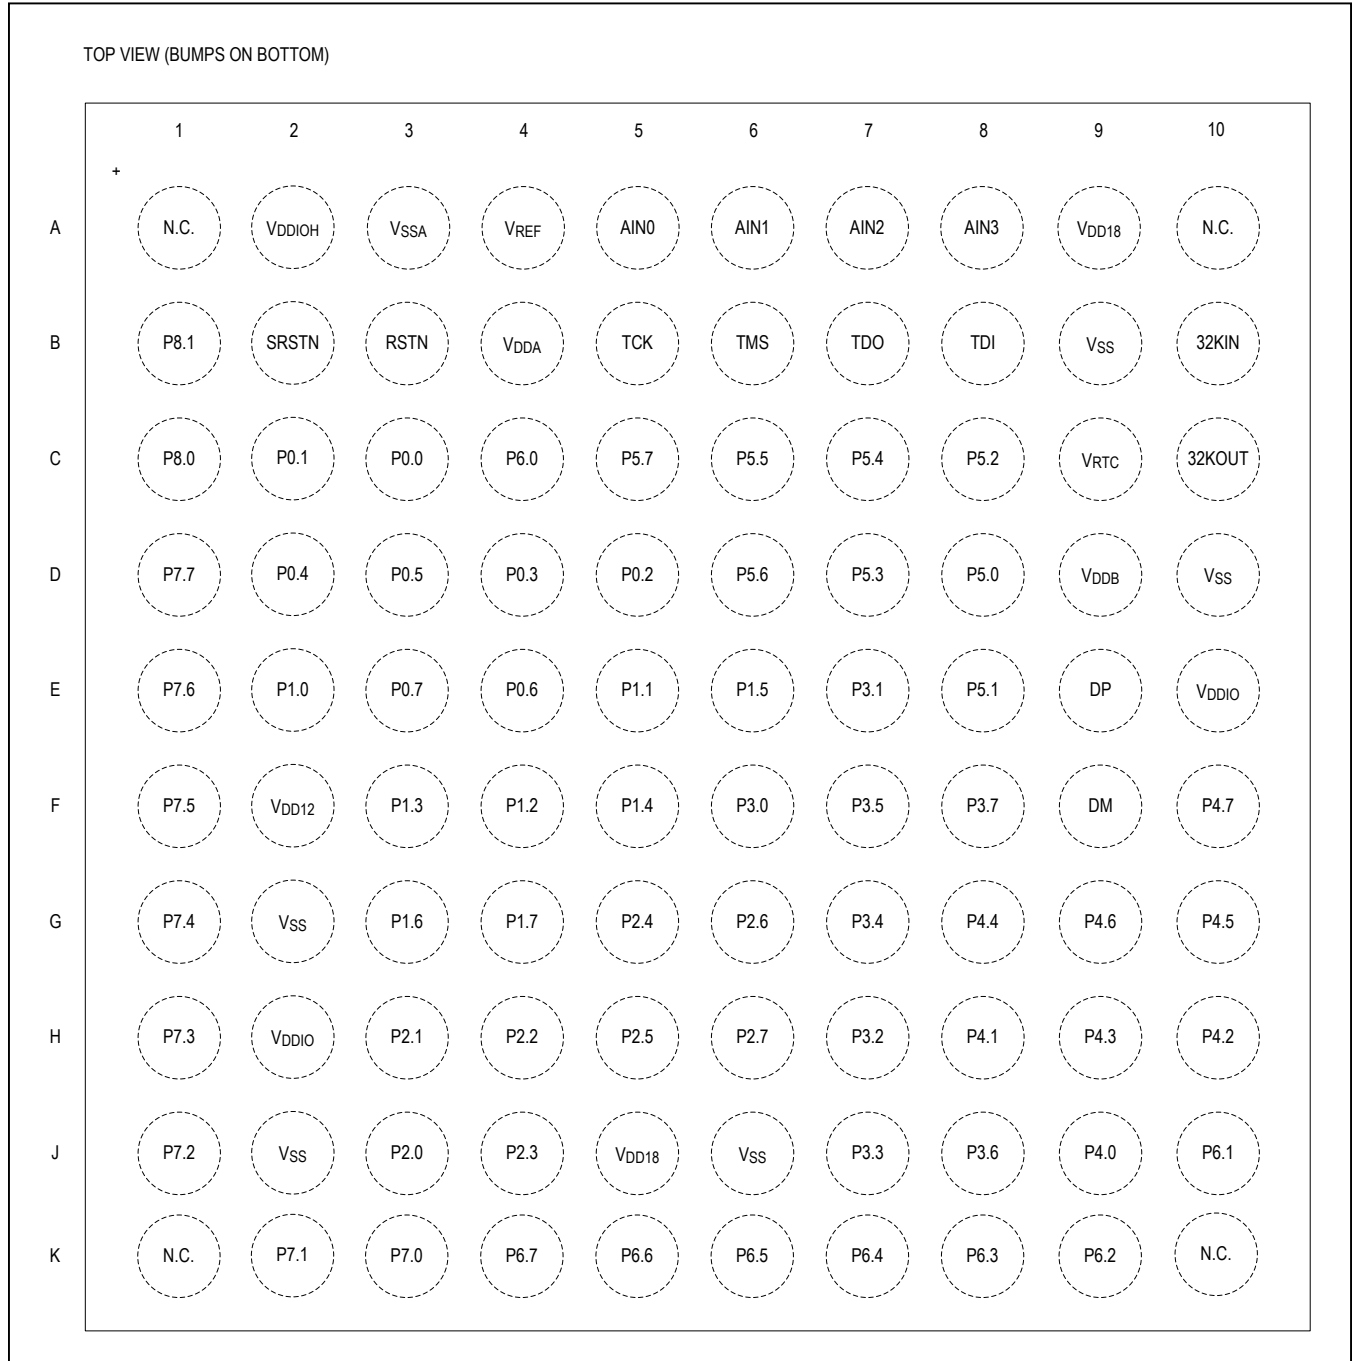 TOP VIEW (BUMPS ON BOTTOM)
1 2 3 4 5 6 7 8 9 10
+
A N.C. VDDIOH VSSA VREF AIN0 AIN1 AIN2 AIN3 VDD18 N.C.
B P8.1 SRSTN RSTN VDDA TCK TMS TDO TDI VSS 32KIN
C P8.0 P0.1 P0.0 P6.0 P5.7 P5.5 P5.4 P5.2 VRTC 32KOUT
D P7.7 P0.4 P0.5 P0.3 P0.2 P5.6 P5.3 P5.0 VDDB VSS
E P7.6 P1.0 P0.7 P0.6 P1.1 P1.5 P3.1 P5.1 DP VDDIO
F P7.5 VDD12 P1.3 P1.2 P1.4 P3.0 P3.5 P3.7 DM P4.7
G P7.4 VSS P1.6 P1.7 P2.4 P2.6 P3.4 P4.4 P4.6 P4.5
H P7.3 VDDIO P2.1 P2.2 P2.5 P2.7 P3.2 P4.1 P4.3 P4.2
J P7.2 VSS P2.0 P2.3 VDD18 VSS P3.3 P3.6 P4.0 P6.1
K N.C. P7.1 P7.0 P6.7 P6.6 P6.5 P6.4 P6.3 P6.2 N.C.